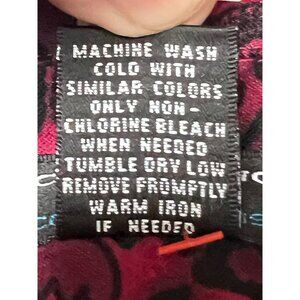 MACHINE WASH
COLD WITH
SIMILAR COLORS
ONLY NON-
CHLORINE BLEACH
WHEN NEEDED
TUMBLE DRY LOW
REMOVE PROMPTLY
WARM IRON
IF NEEDED